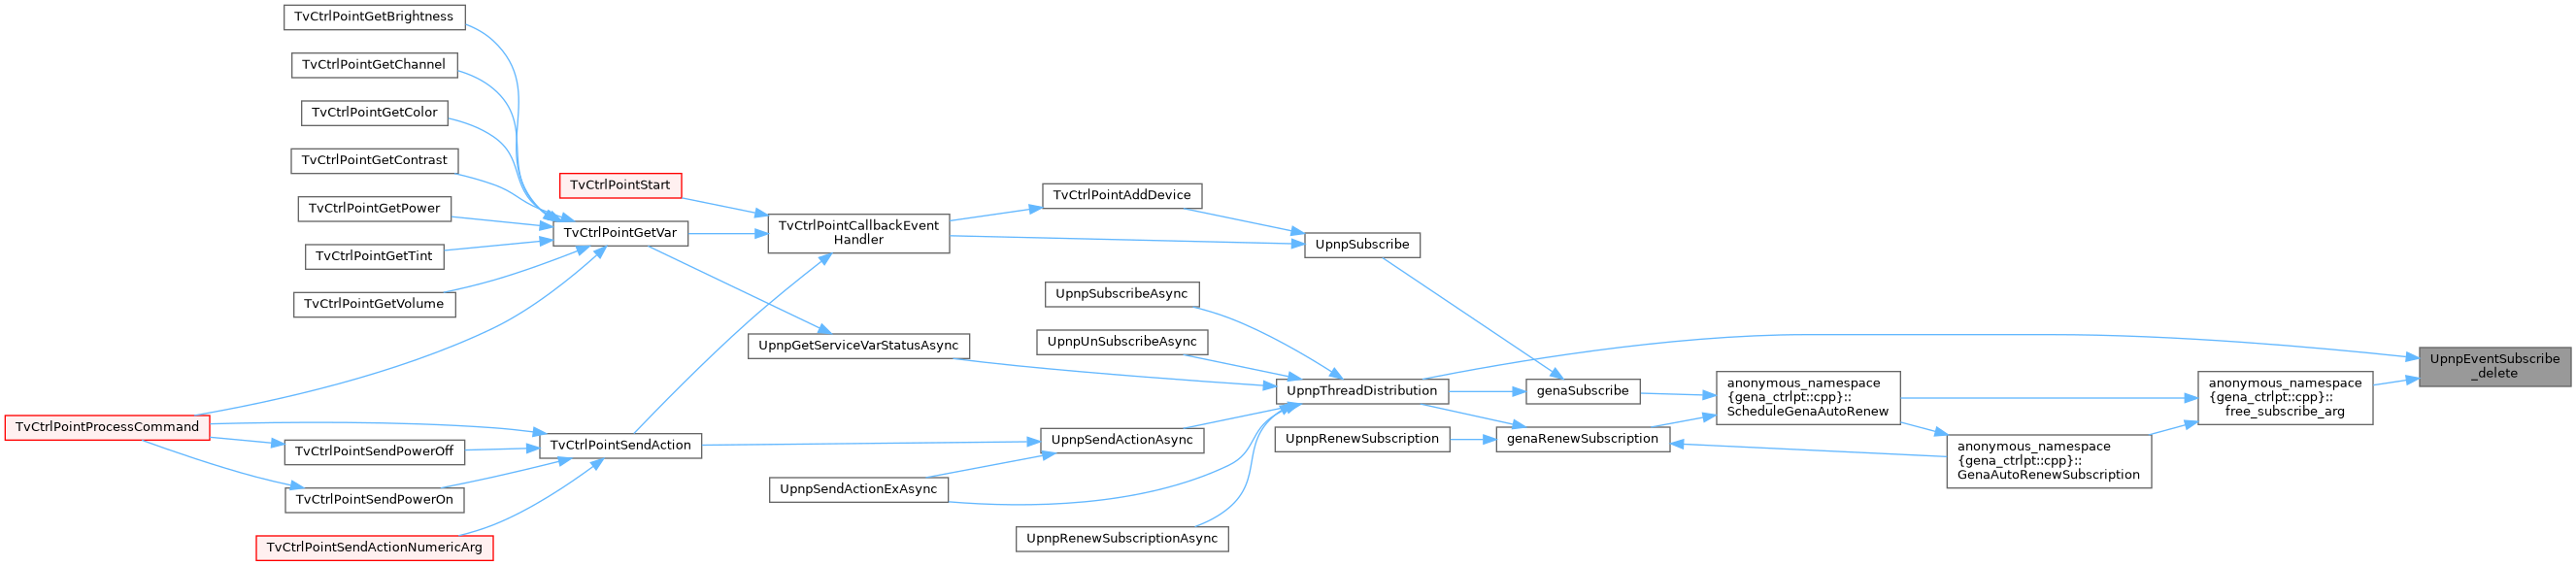 TvCtrlPointGetBrightness
TvCtrlPointGetChannel
TvCtrlPointGetColor
TvCtrlPointGetContrast
TvCtrlPointGetPower
TvCtrlPointGetTint
TvCtrlPointGetVolume
TvCtrlPointProcessCommand
TvCtrlPointSendPowerOff
TvCtrlPointSendPowerOn
TvCtrlPointSendActionNumericArg
TvCtrlPointStart
TvCtrlPointGetVar
TvCtrlPointSendAction
TvCtrlPointCallbackEvent
Handler
UpnpGetServiceVarStatusAsync
UpnpSendActionExAsync
TvCtrlPointAddDevice
UpnpSubscribeAsync
UpnpUnSubscribeAsync
UpnpSendActionAsync
UpnpRenewSubscriptionAsync
UpnpSubscribe
UpnpThreadDistribution
UpnpRenewSubscription
genaSubscribe
genaRenewSubscription
anonymous_namespace
{gena_ctrlpt::cpp}::
ScheduleGenaAutoRenew
anonymous_namespace
{gena_ctrlpt::cpp}::
GenaAutoRenewSubscription
anonymous_namespace
{gena_ctrlpt::cpp}::
free_subscribe_arg
UpnpEventSubscribe
_delete